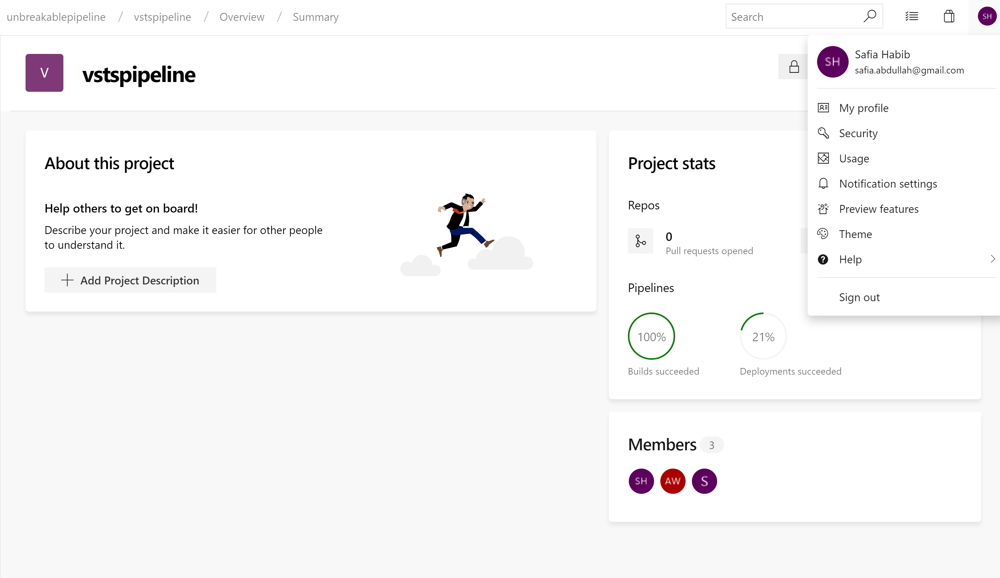 unbreakablepipeline / vstspipeline / Overview / Summary
Search
SH
V
vstspipeline
SH
Safia Habib
safia.abdullah@gmail.com
My profile
Security
Usage
Notification settings
Preview features
Theme
? Help
Sign out
About this project
Help others to get on board!
Describe your project and make it easier for other people
to understand it.
Add Project Description
Project stats
Repos
0
Pull requests opened
Pipelines
100%
21%
Builds succeeded
Deployments succeeded
Members 3
SH AW S